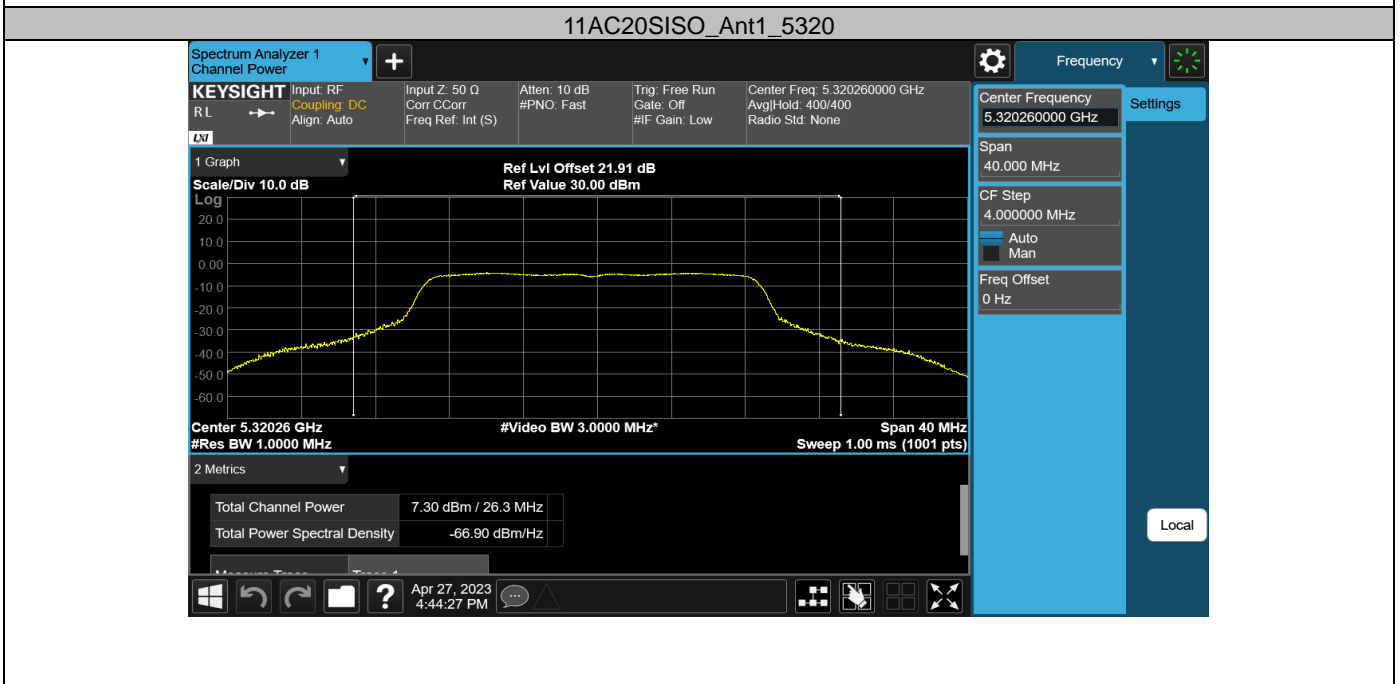 11AC20SISO_Ant1_5320
Spectrum Analyzer 1
Channel Power
Frequency
KEYSIGHT
R L
LXI
Input: RF
Coupling: DC
Align: Auto
Input Z: 50 Ω
Corr CCorr
Freq Ref: Int (S)
Atten: 10 dB
#PNO: Fast
Trig: Free Run
Gate: Off
#IF Gain: Low
Center Freq: 5.320260000 GHz
Avg|Hold: 400/400
Radio Std: None
Center Frequency
5.320260000 GHz
Settings
Span
40.000 MHz
CF Step
4.000000 MHz
Auto
Man
Freq Offset
0 Hz
Local
1 Graph
Scale/Div 10.0 dB
Ref Lvl Offset 21.91 dB
Ref Value 30.00 dBm
Log
20.0
10.0
0.00
-10.0
-20.0
-30.0
-40.0
-50.0
-60.0
Center 5.32026 GHz
#Video BW 3.0000 MHz*
Span 40 MHz
#Res BW 1.0000 MHz
Sweep 1.00 ms (1001 pts)
2 Metrics
Total Channel Power 7.30 dBm / 26.3 MHz
Total Power Spectral Density -66.90 dBm/Hz
Measure Trace Trace 1
Apr 27, 2023
4:44:27 PM